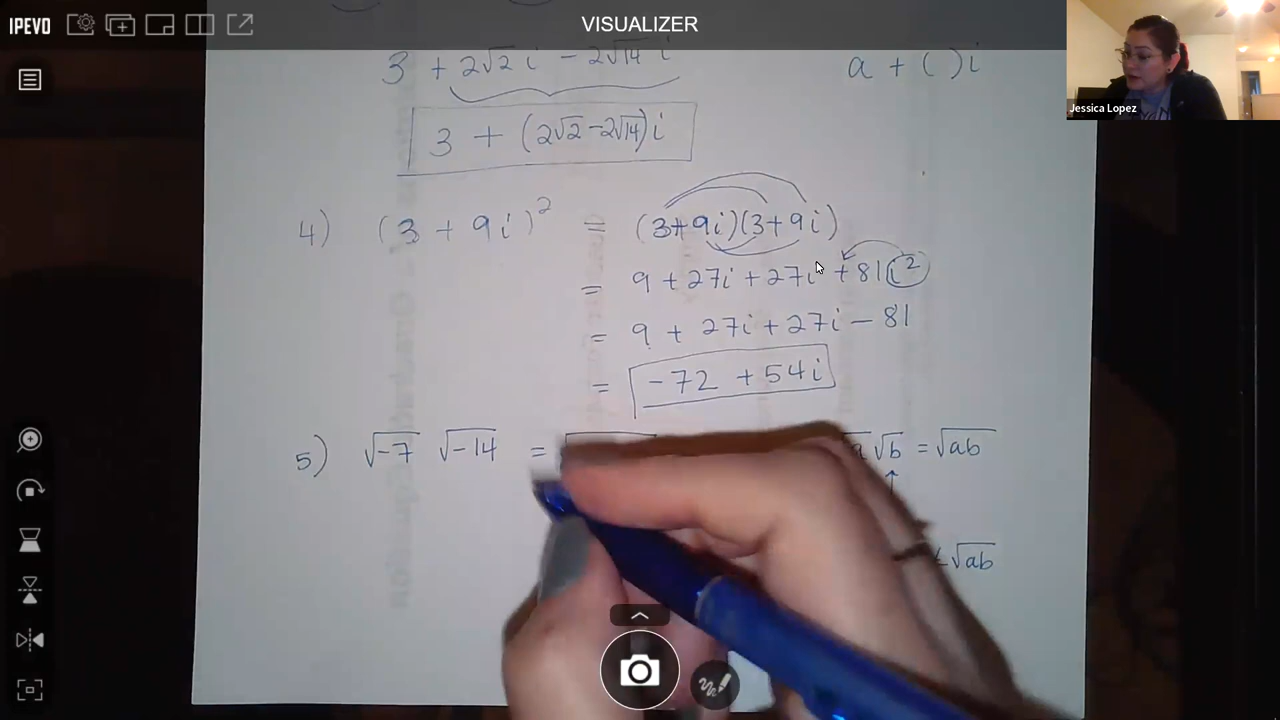 IPEVO
VISUALIZER
Jessica Lopez
3 + 2√2 i - 2√14 i
a + ( )i
3 + (2√2 - 2√14)i
4) (3 + 9i)² = (3+9i)(3+9i)
= 9 + 27i + 27i + 81i²
= 9 + 27i + 27i - 81
= -72 + 54i
5) √-7 √-14 =
√b = √ab
√ab